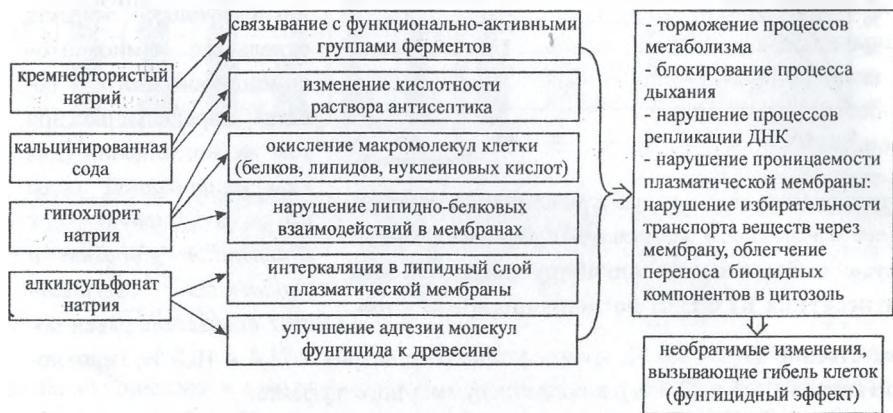 кремнефтористый
натрий
кальцинированная
сода
гипохлорит
натрия
алкилсульфонат
натрия
связывание с функционально-активными
группами ферментов
изменение кислотности
раствора антисептика
окисление макромолекул клетки
(белков, липидов, нуклеиновых кислот)
нарушение липидно-белковых
взаимодействий в мембранах
интеркаляция в липидный слой
плазматической мембраны
улучшение адгезии молекул
фунгицида к древесине
- торможение процессов
метаболизма
- блокирование процесса
дыхания
- нарушение процессов
репликации ДНК
- нарушение проницаемости
плазматической мембраны:
нарушение избирательности
транспорта веществ через
мембрану, облегчение
переноса биоцидных
компонентов в цитозоль
необратимые изменения,
вызывающие гибель клеток
(фунгицидный эффект)